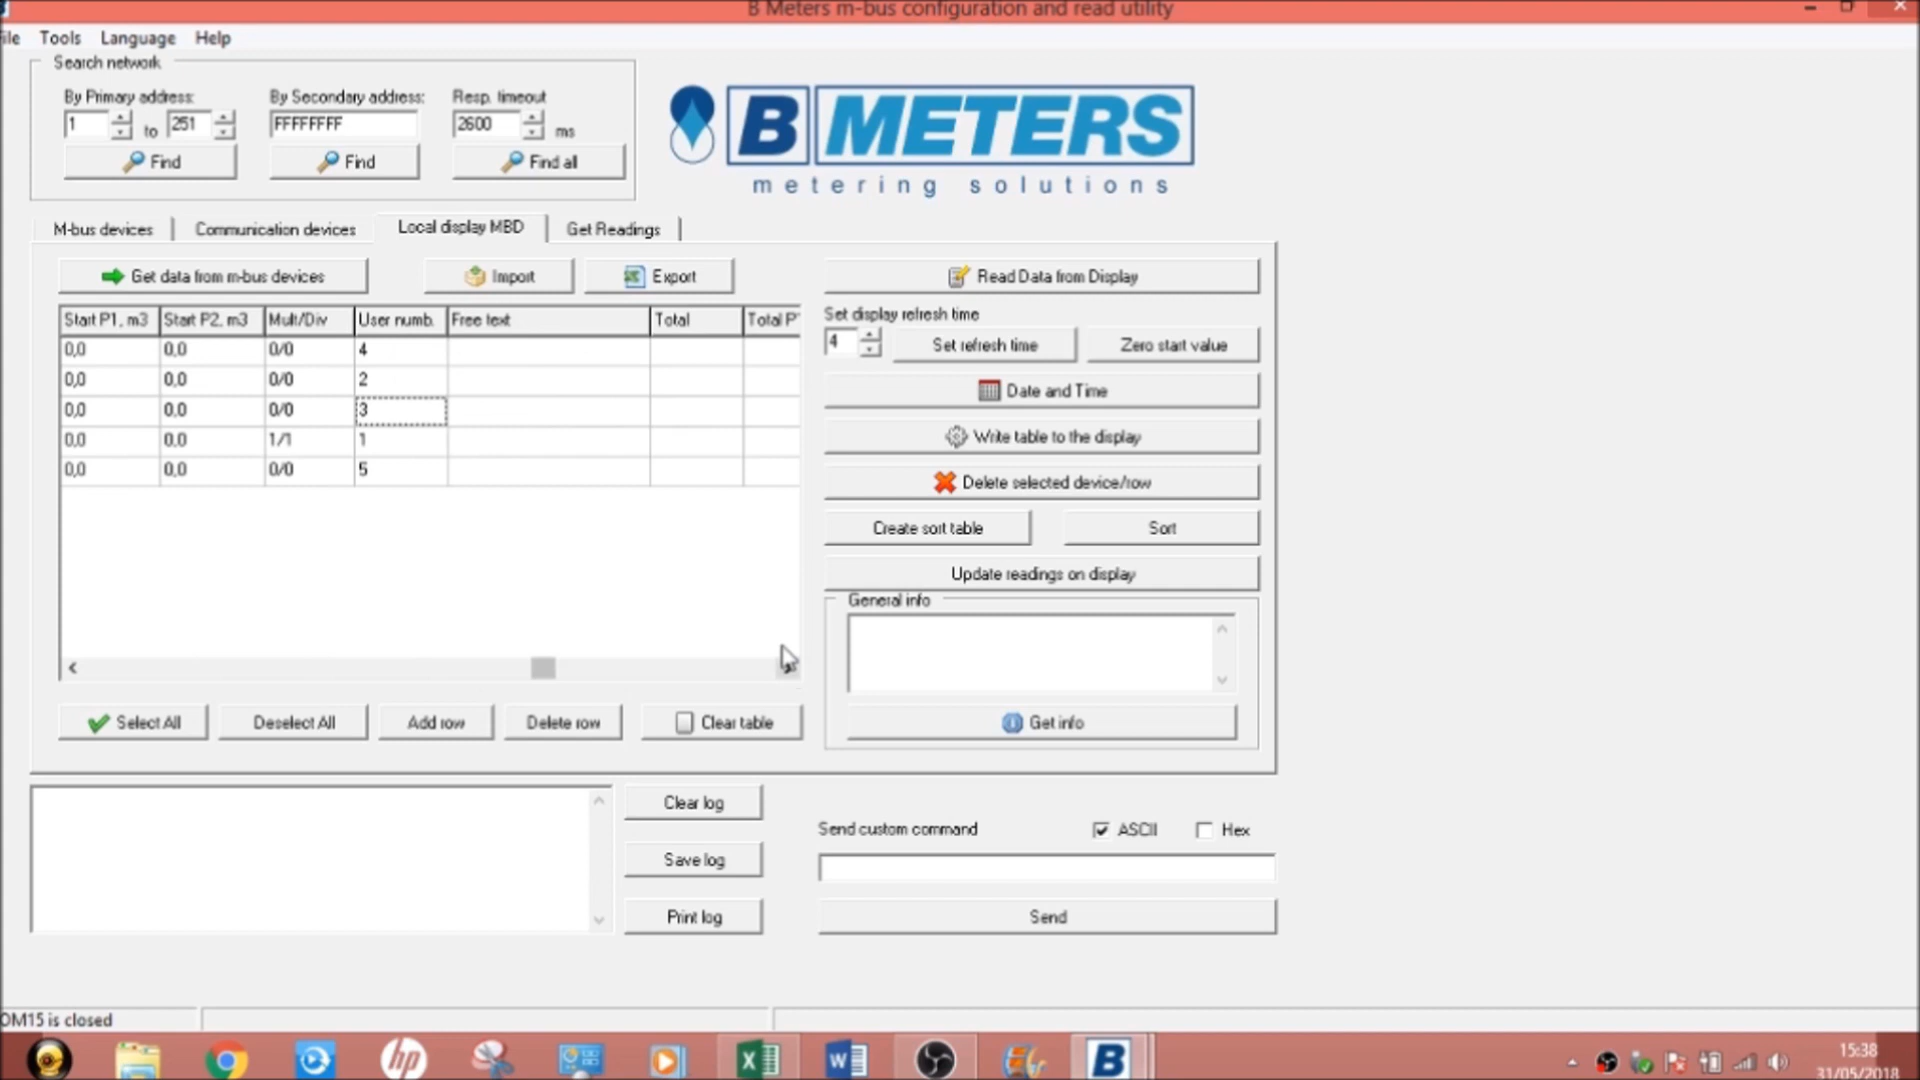 B Meters m-bus configuration and read utility
ile Tools Language Help
Search network
By Primary address: By Secondary address: Resp. timeout
1 to 251 FFFFFFFF 2600 ms
Find Find Find all
B METERS
metering solutions
M-bus devices Communication devices Local display MBD Get Readings
Get data from m-bus devices Import Export Read Data from Display
Start P1, m3 Start P2, m3 Mult/Div User numb. Free text Total Total P
Set display refresh time
0,0 0,0 0/0 4
4 Set refresh time Zero start value
0,0 0,0 0/0 2
Date and Time
0,0 0,0 0/0 3
0,0 0,0 1/1 1
Write table to the display
0,0 0,0 0/0 5
Delete selected device/row
Create sort table Sort
Update readings on display
General info
Select All Deselect All Add row Delete row Clear table Get info
Clear log
Send custom command ASCII Hex
Save log
Print log Send
OM15 is closed
hp
B
15:38
31/05/2018